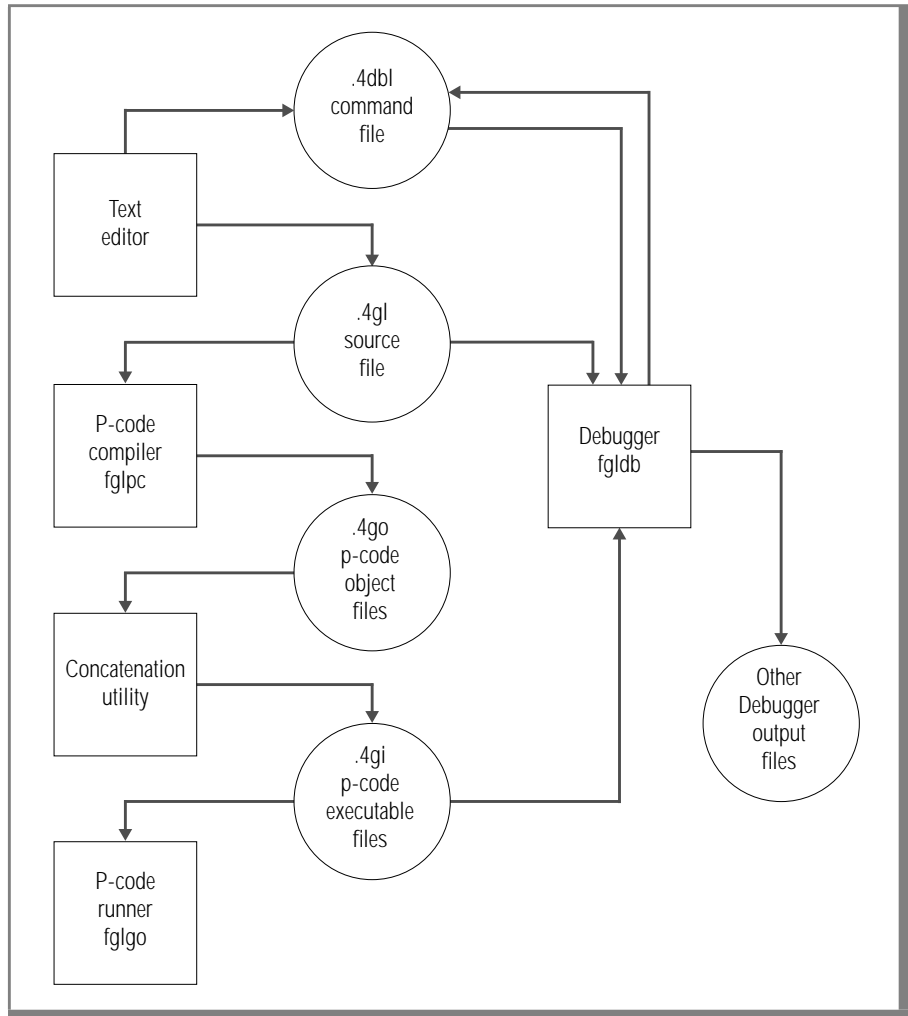 .4dbl
command
file
Text
editor
.4gl
source
file
P-code
compiler
fglpc
Debugger
fgldb
.4go
p-code
object
files
Concatenation
utility
Other
Debugger
output
files
.4gi
p-code
executable
files
P-code
runner
fglgo